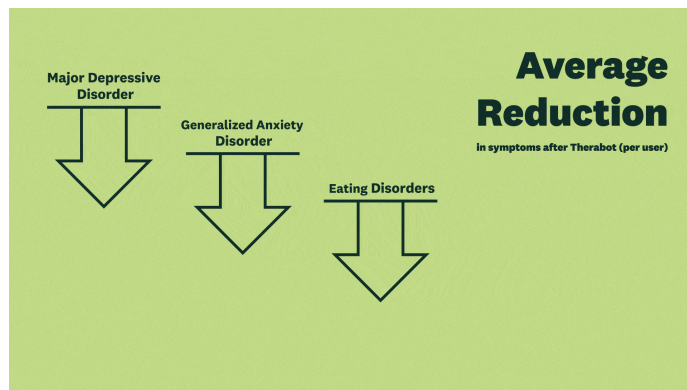 Average
Reduction
in symptoms after Therabot (per user)
Major Depressive
Disorder
Generalized Anxiety
Disorder
Eating Disorders